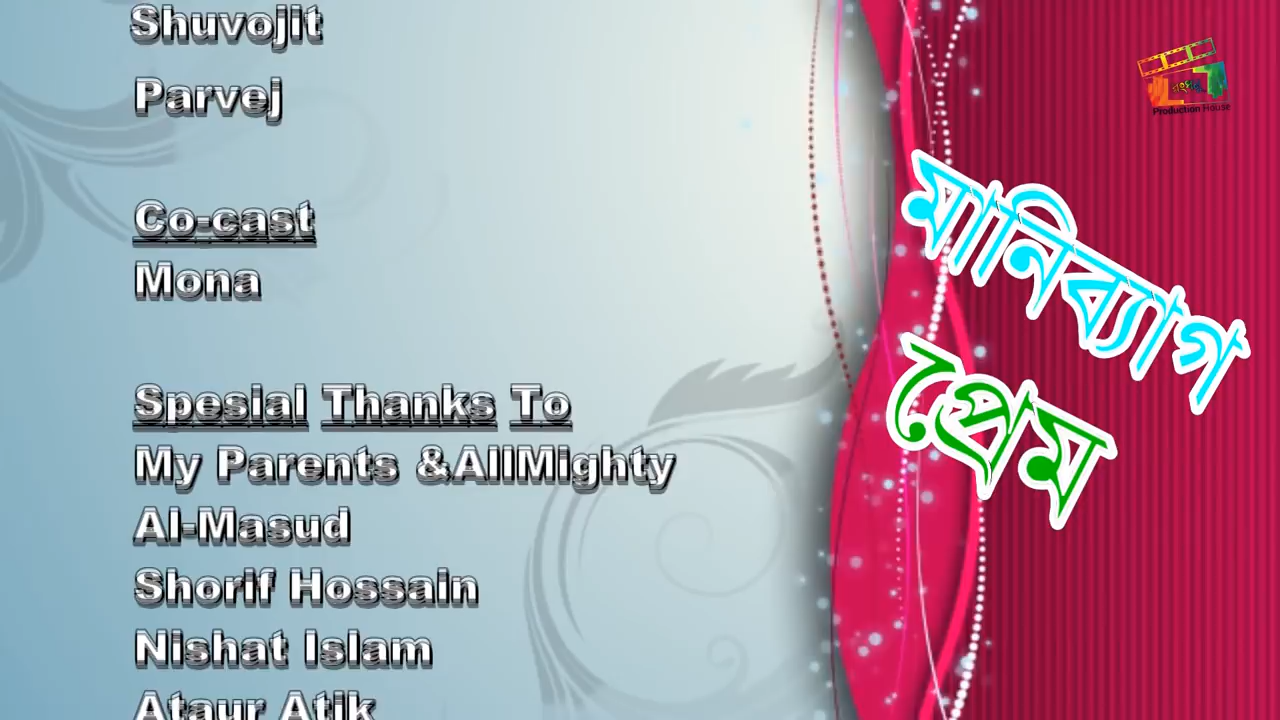 Shuvojit
Parvej
Co-cast
Mona
Spesial Thanks To
My Parents &AllMighty
Al-Masud
Shorif Hossain
Nishat Islam
Ataur Atik
Production House
মানিব্যাগ
প্রেম